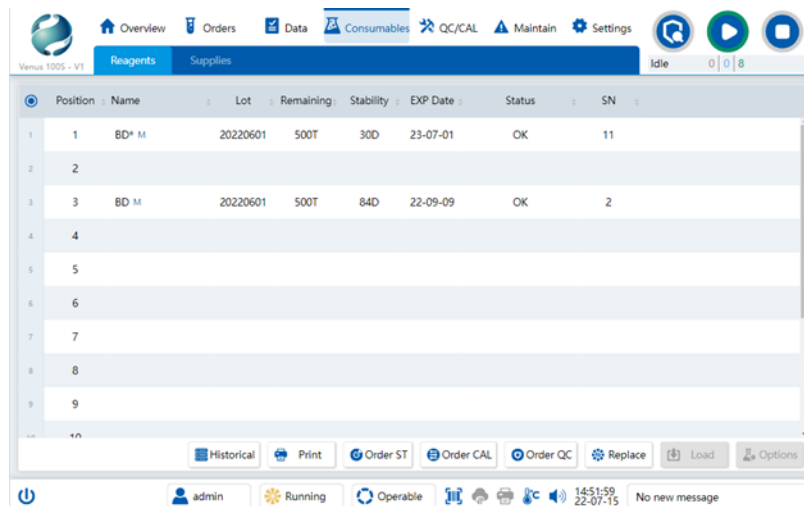 Overview Orders Data Consumables QC/CAL Maintain Settings
Venus 100S - V1 Reagents Supplies Idle 0 0 8
Position Name Lot Remaining Stability EXP Date Status SN
1 1 BD* M 20220601 500T 30D 23-07-01 OK 11
2 2
3 3 BD M 20220601 500T 84D 22-09-09 OK 2
4 4
5 5
6 6
7 7
8 8
9 9
10 10
Historical Print Order ST Order CAL Order QC Replace Load Options
admin Running Operable °C 14:51:59 No new message
22-07-15